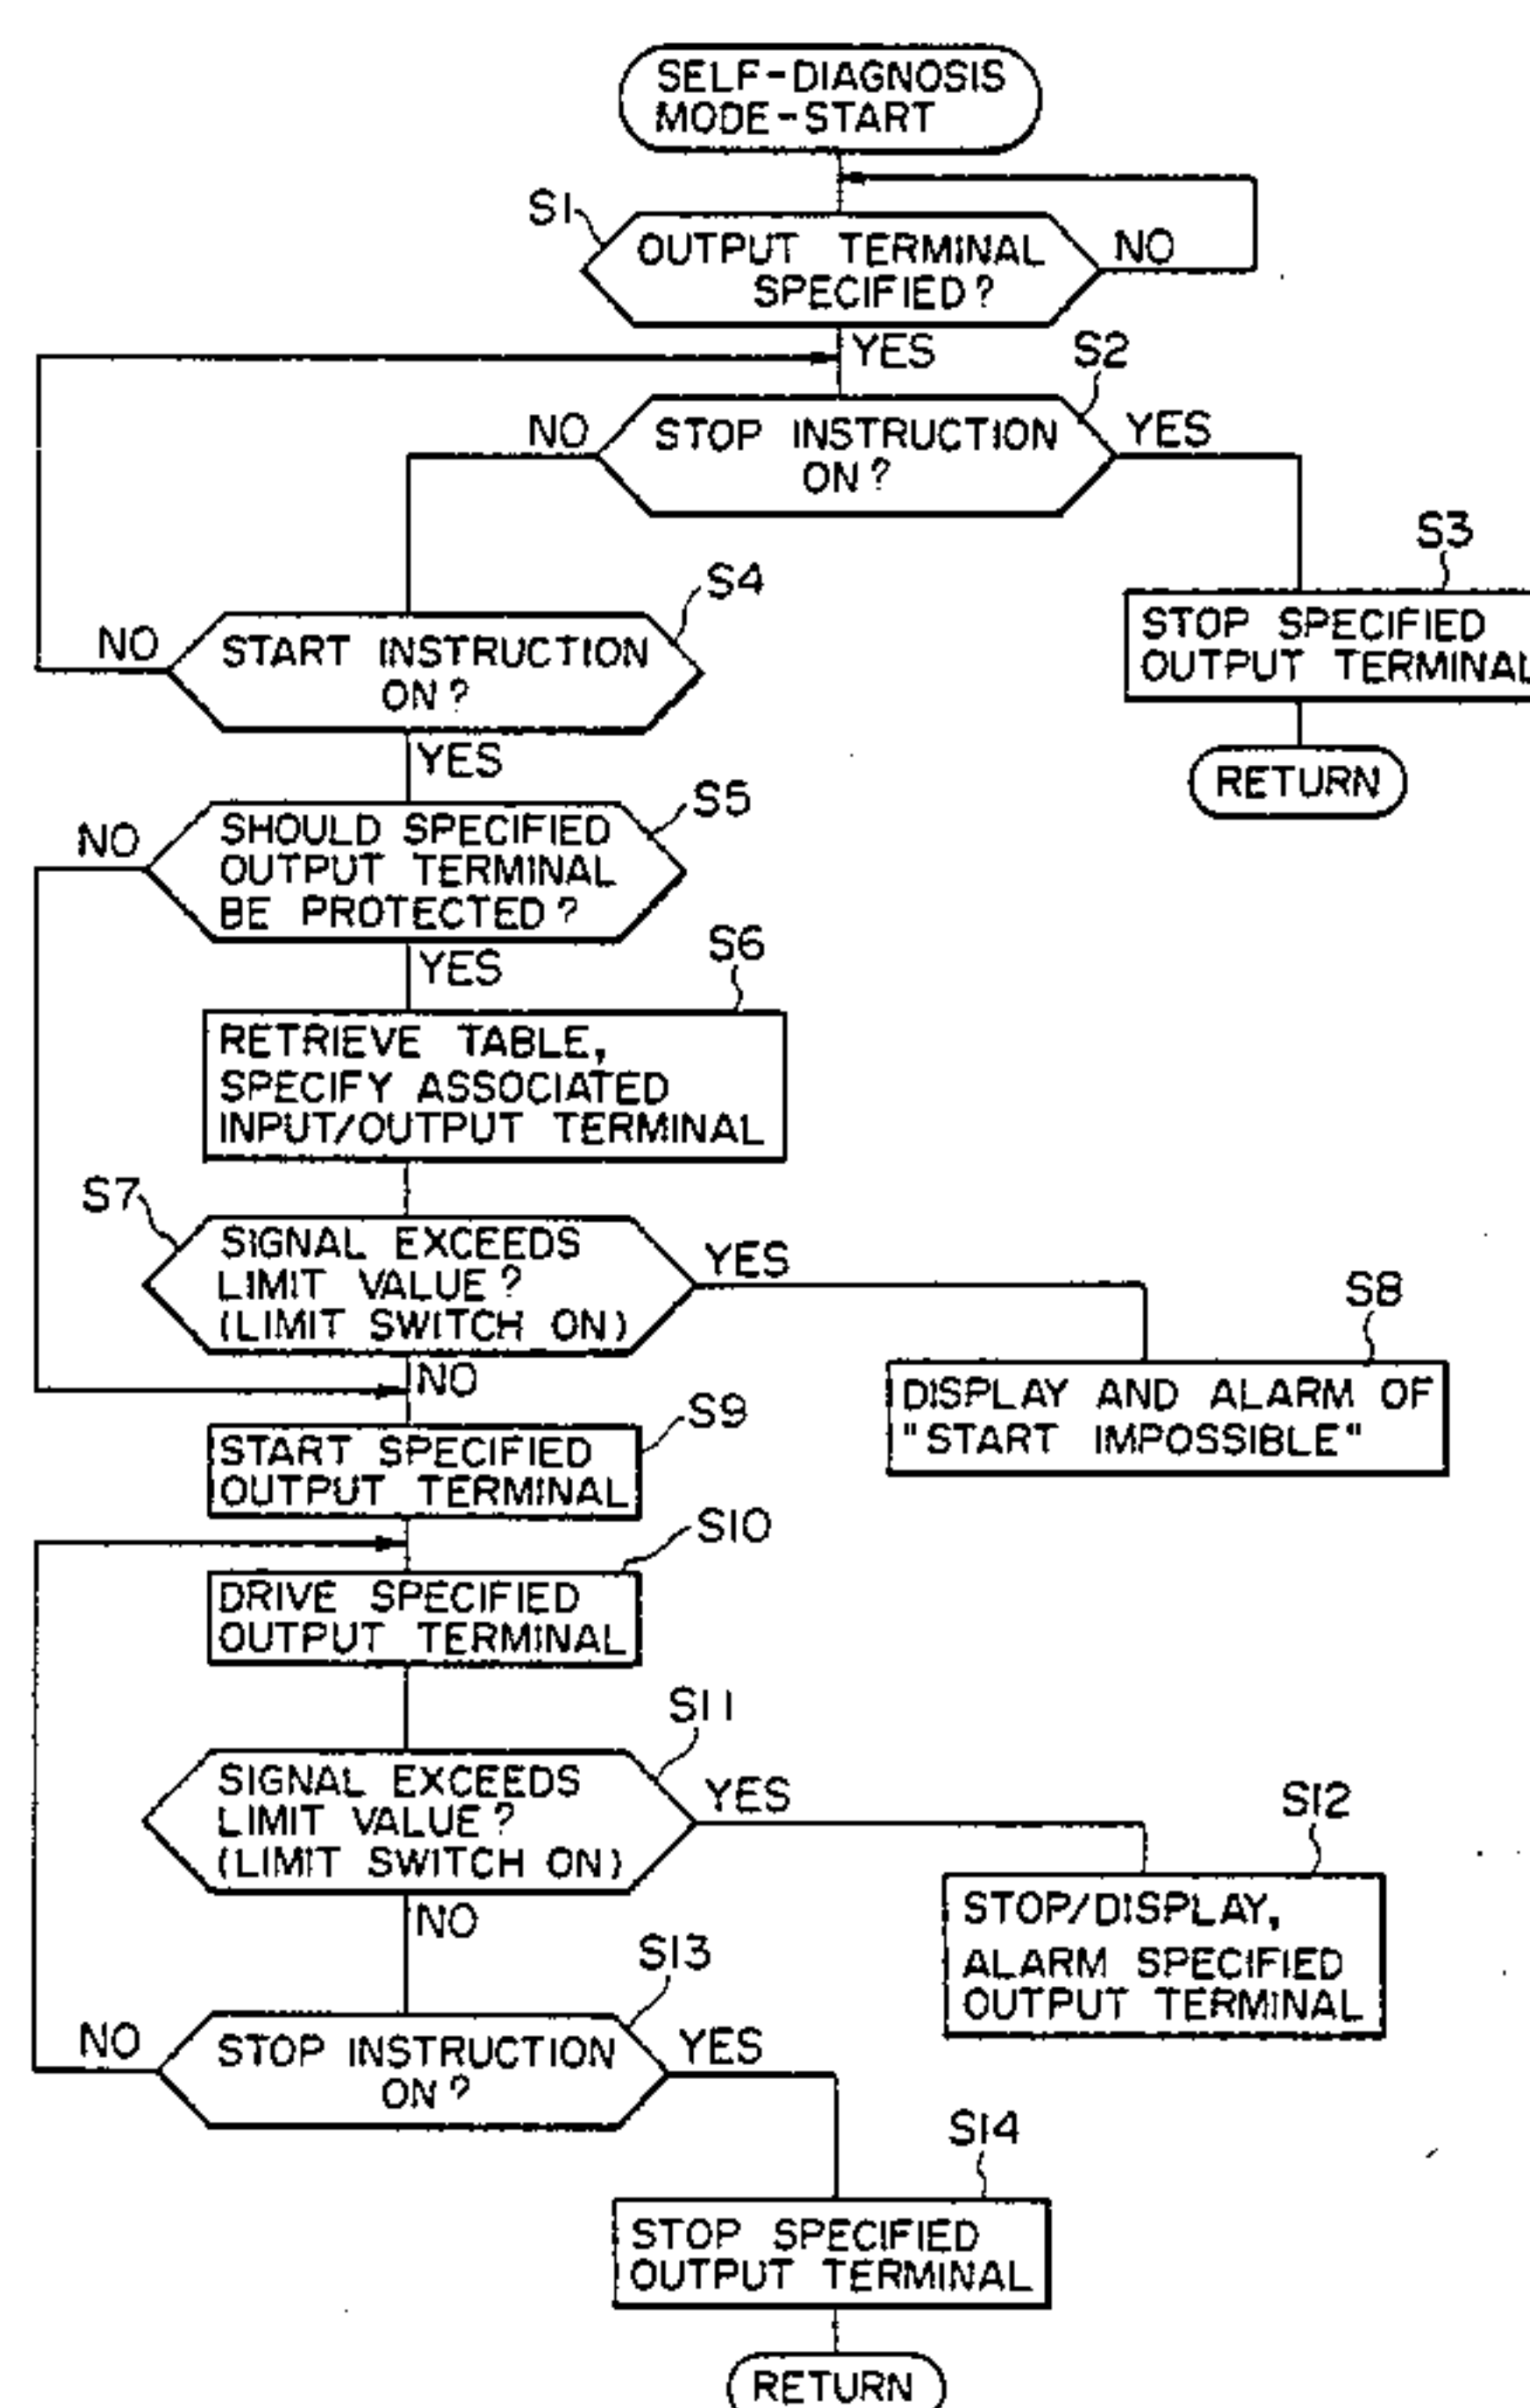 SELF-DIAGNOSIS
MODE-START
S1
OUTPUT TERMINAL
SPECIFIED?
NO
YES
S2
NO
STOP INSTRUCTION
ON?
YES
S3
STOP SPECIFIED
OUTPUT TERMINAL
RETURN
S4
NO
START INSTRUCTION
ON?
YES
S5
NO
SHOULD SPECIFIED
OUTPUT TERMINAL
BE PROTECTED?
YES
S6
RETRIEVE TABLE,
SPECIFY ASSOCIATED
INPUT/OUTPUT TERMINAL
S7
SIGNAL EXCEEDS
LIMIT VALUE?
(LIMIT SWITCH ON)
YES
S8
DISPLAY AND ALARM OF
"START IMPOSSIBLE"
NO
S9
START SPECIFIED
OUTPUT TERMINAL
S10
DRIVE SPECIFIED
OUTPUT TERMINAL
S11
SIGNAL EXCEEDS
LIMIT VALUE?
(LIMIT SWITCH ON)
YES
S12
STOP/DISPLAY,
ALARM SPECIFIED
OUTPUT TERMINAL
NO
S13
NO
STOP INSTRUCTION
ON?
YES
S14
STOP SPECIFIED
OUTPUT TERMINAL
RETURN